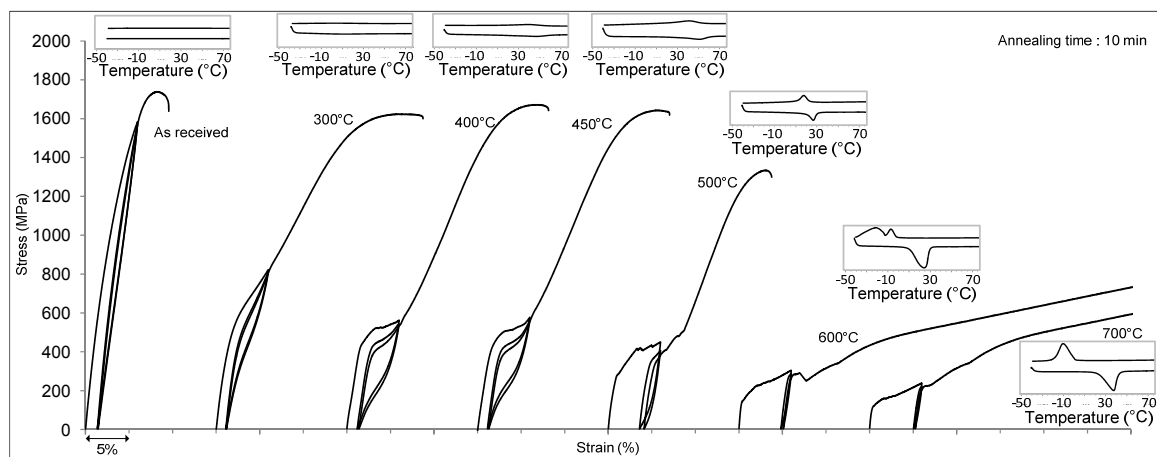 Annealing time : 10 min
-50 -10 30 70
Temperature (°C)
-50 -10 30 70
Temperature (°C)
-50 -10 30 70
Temperature (°C)
-50 -10 30 70
Temperature (°C)
-50 -10 30 70
Temperature (°C)
-50 -10 30 70
Temperature (°C)
-50 -10 30 70
Temperature (°C)
As received
300°C
400°C
450°C
500°C
600°C
700°C
Stress (MPa)
2000
1800
1600
1400
1200
1000
800
600
400
200
0
5%
Strain (%)